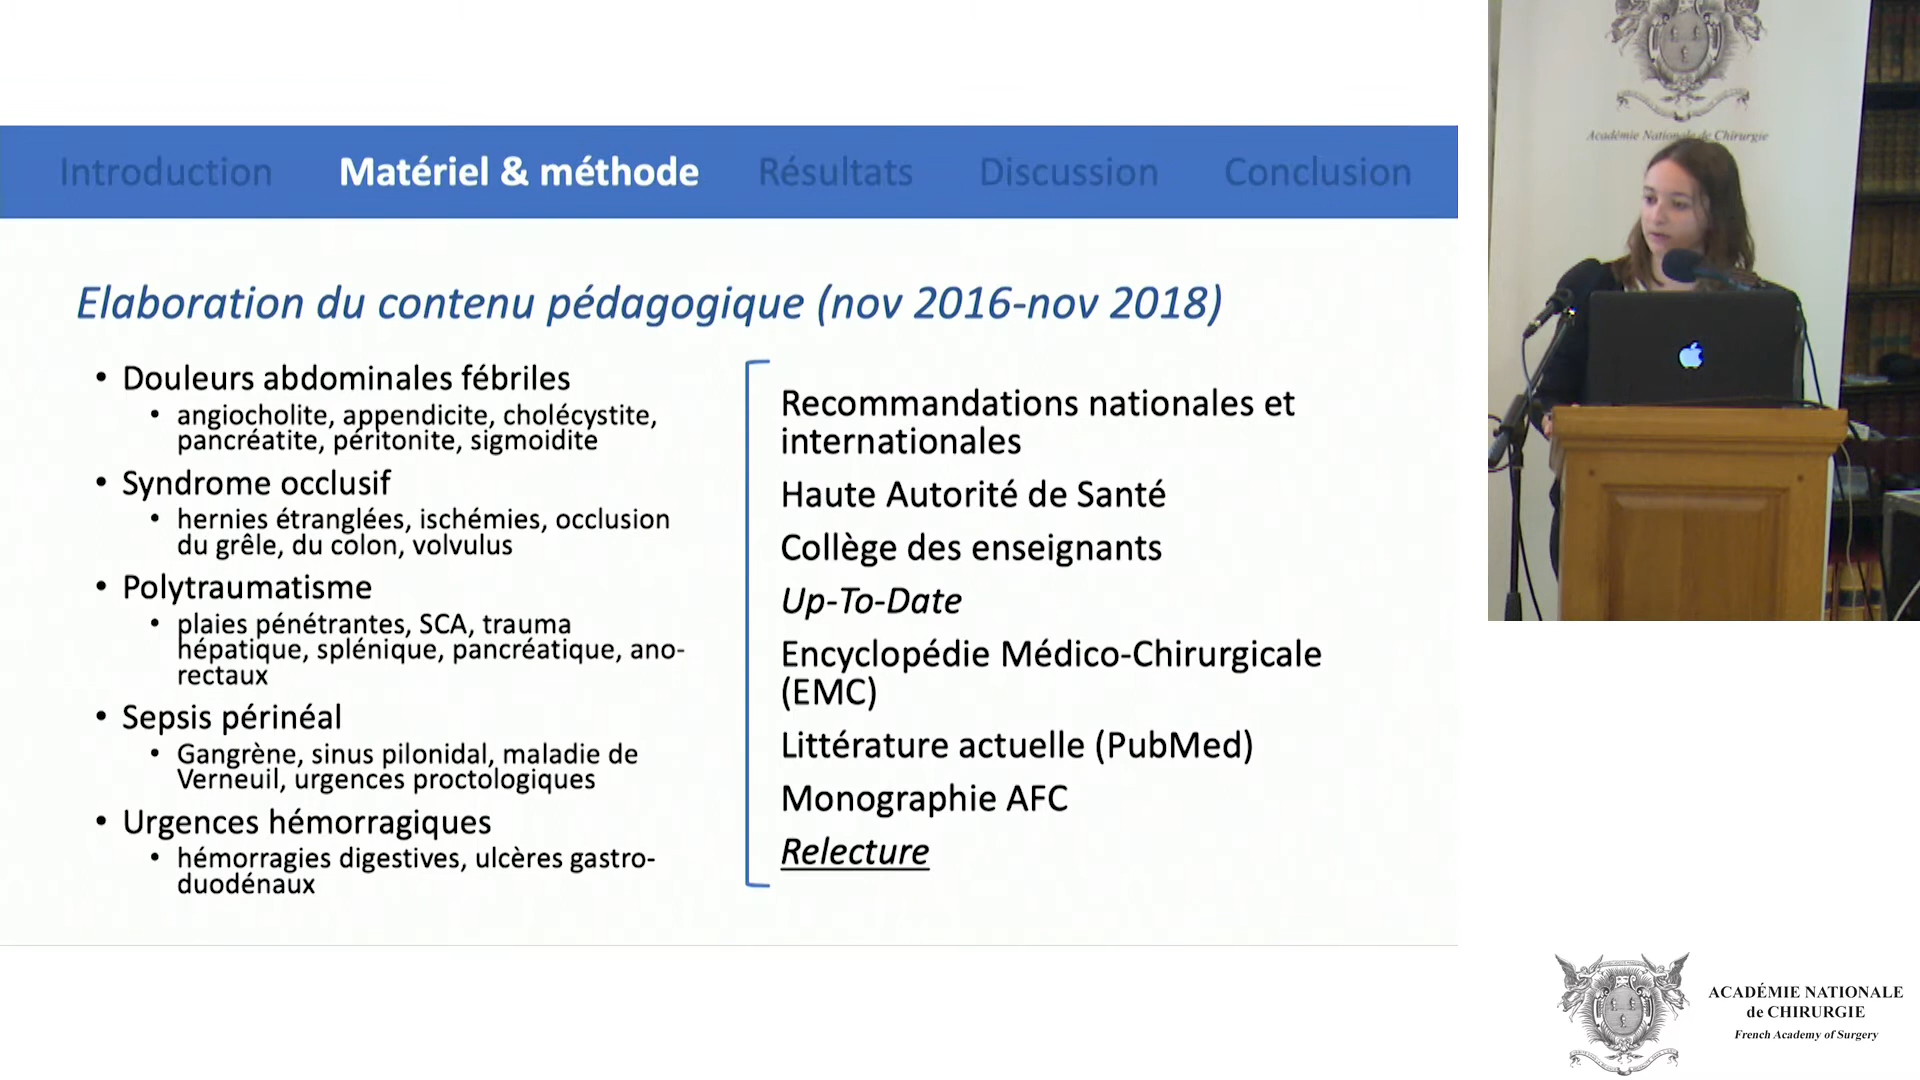 Introduction Matériel & méthode Résultats Discussion Conclusion
Elaboration du contenu pédagogique (nov 2016-nov 2018)
• Douleurs abdominales fébriles
• angiocholite, appendicite, cholécystite,
pancréatite, péritonite, sigmoidite
• Syndrome occlusif
• hernies étranglées, ischémies, occlusion
du grêle, du colon, volvulus
• Polytraumatisme
• plaies pénétrantes, SCA, trauma
hépatique, splénique, pancréatique, ano-
rectaux
• Sepsis périnéal
• Gangrène, sinus pilonidal, maladie de
Verneuil, urgences proctologiques
• Urgences hémorragiques
• hémorragies digestives, ulcères gastro-
duodénaux
Recommandations nationales et
internationales
Haute Autorité de Santé
Collège des enseignants
Up-To-Date
Encyclopédie Médico-Chirurgicale
(EMC)
Littérature actuelle (PubMed)
Monographie AFC
Relecture
Académie Nationale de Chirurgie
ACADÉMIE NATIONALE
de CHIRURGIE
French Academy of Surgery